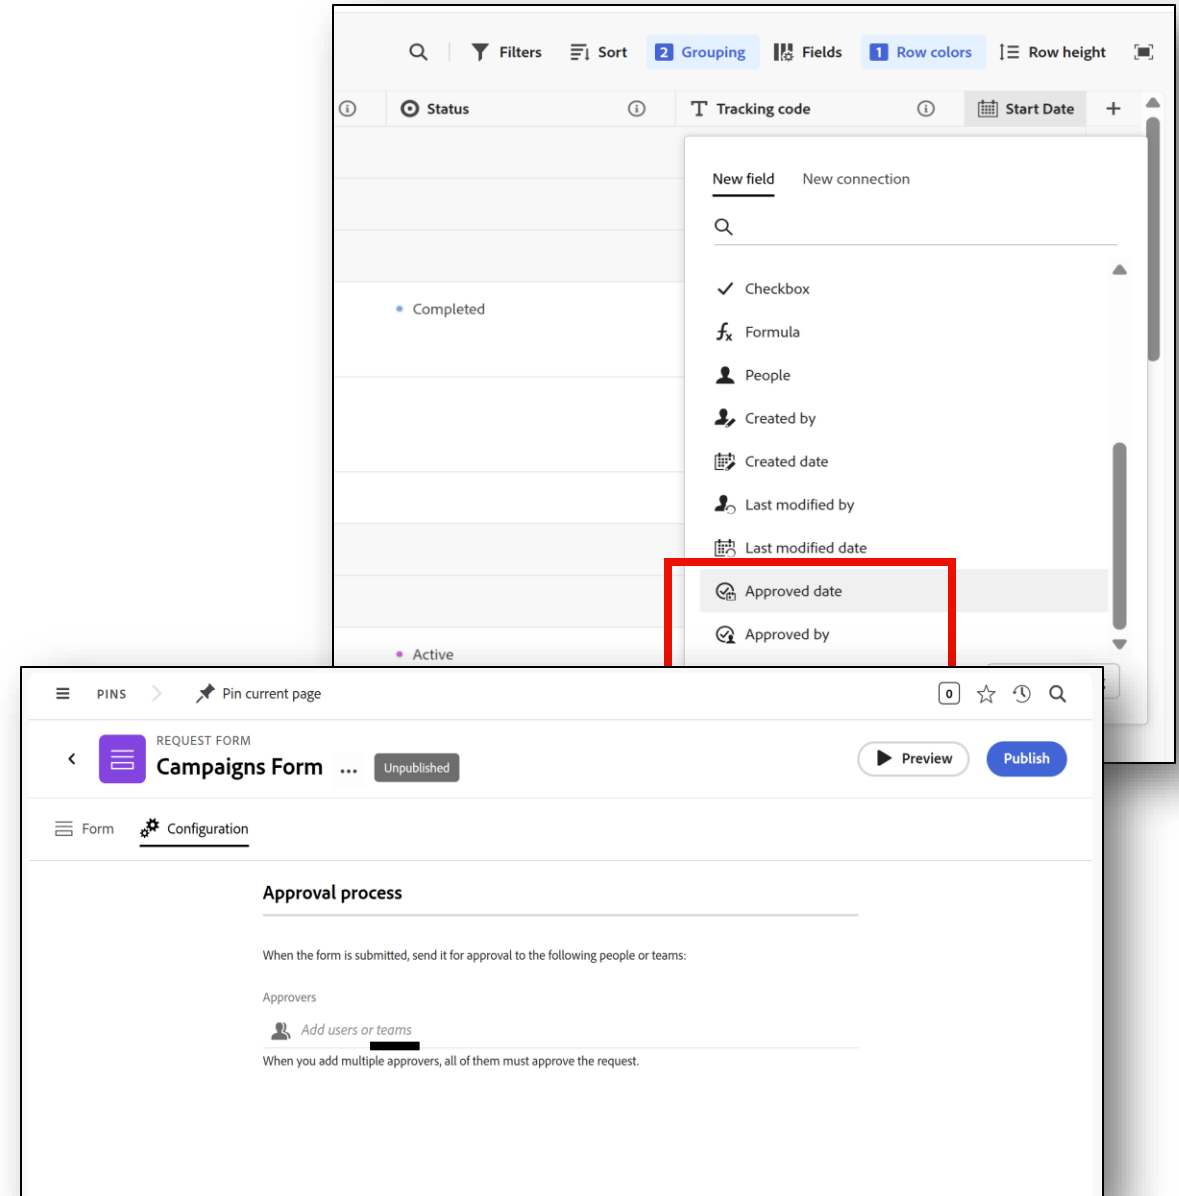 Filters
Sort
2 Grouping
Fields
1 Row colors
Row height
Status
Tracking code
Start Date
New field
New connection
Checkbox
Formula
People
Created by
Created date
Last modified by
Last modified date
Approved date
Approved by
Completed
Active
PINS
Pin current page
0
REQUEST FORM
Campaigns Form
Unpublished
Preview
Publish
Form
Configuration
Approval process
When the form is submitted, send it for approval to the following people or teams:
Approvers
Add users or teams
When you add multiple approvers, all of them must approve the request.